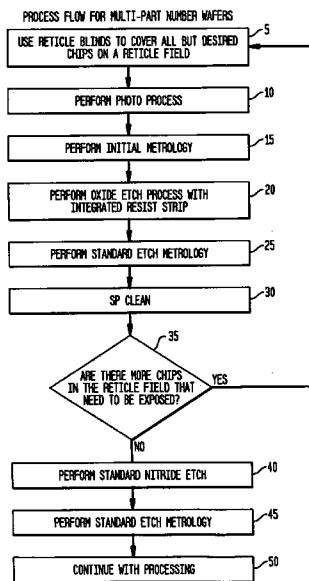 PROCESS FLOW FOR MULTI-PART NUMBER WAFERS
5
USE RETICLE BLINDS TO COVER ALL BUT DESIRED
CHIPS ON A RETICLE FIELD
10
PERFORM PHOTO PROCESS
15
PERFORM INITIAL METROLOGY
20
PERFORM OXIDE ETCH PROCESS WITH
INTEGRATED RESIST STRIP
25
PERFORM STANDARD ETCH METROLOGY
30
SP CLEAN
35
ARE THERE MORE CHIPS
IN THE RETICLE FIELD THAT
NEED TO BE EXPOSED?
YES
NO
40
PERFORM STANDARD NITRIDE ETCH
45
PERFORM STANDARD ETCH METROLOGY
50
CONTINUE WITH PROCESSING